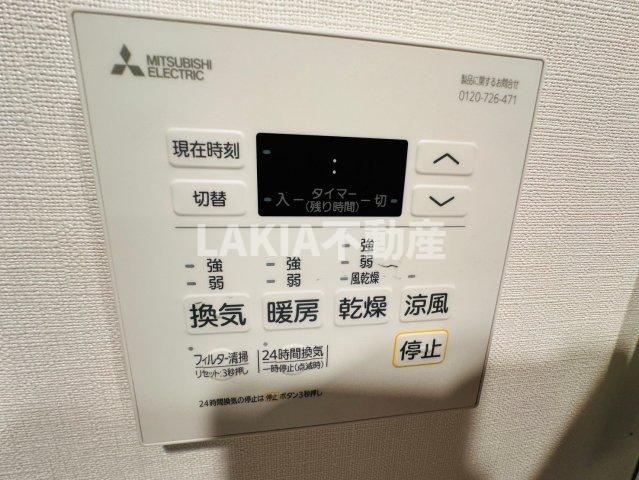 MITSUBISHI
ELECTRIC
製品に関するお問合せ
0120-726-471
現在時刻
:
切替
入 タイマー 切
(残り時間)
LAKIA不動産
強
弱
強
弱
強
弱
風乾燥
換気
暖房
乾燥
涼風
フィルター清掃
リセット:3秒押し
24時間換気
一時停止(点滅時)
停止
24時間換気の停止は 停止 ボタン3秒押し